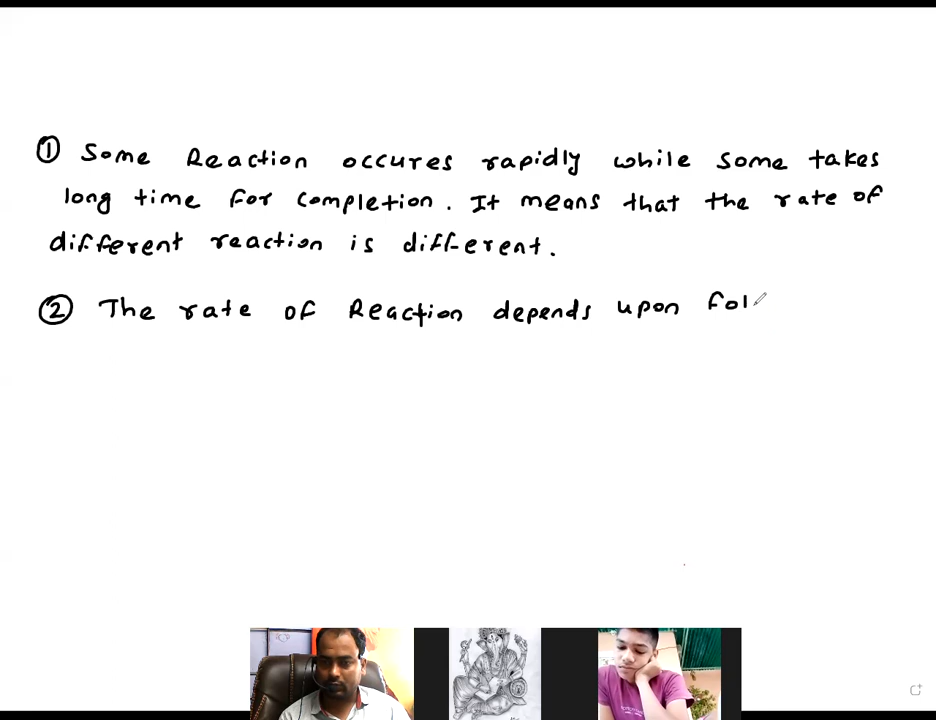 ① Some Reaction occures rapidly while some takes
long time for completion. It means that the rate of
different reaction is different.
② The rate of Reaction depends upon fol